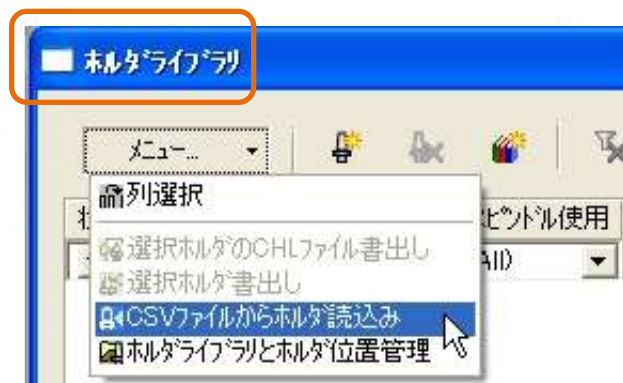 ホルダライブラリ
メニュー...
列選択
ピンドル使用
選択ホルダのCHLファイル書出し
All)
選択ホルダ書出し
CSVファイルからホルダ読込み
ホルダライブラリとホルダ位置管理